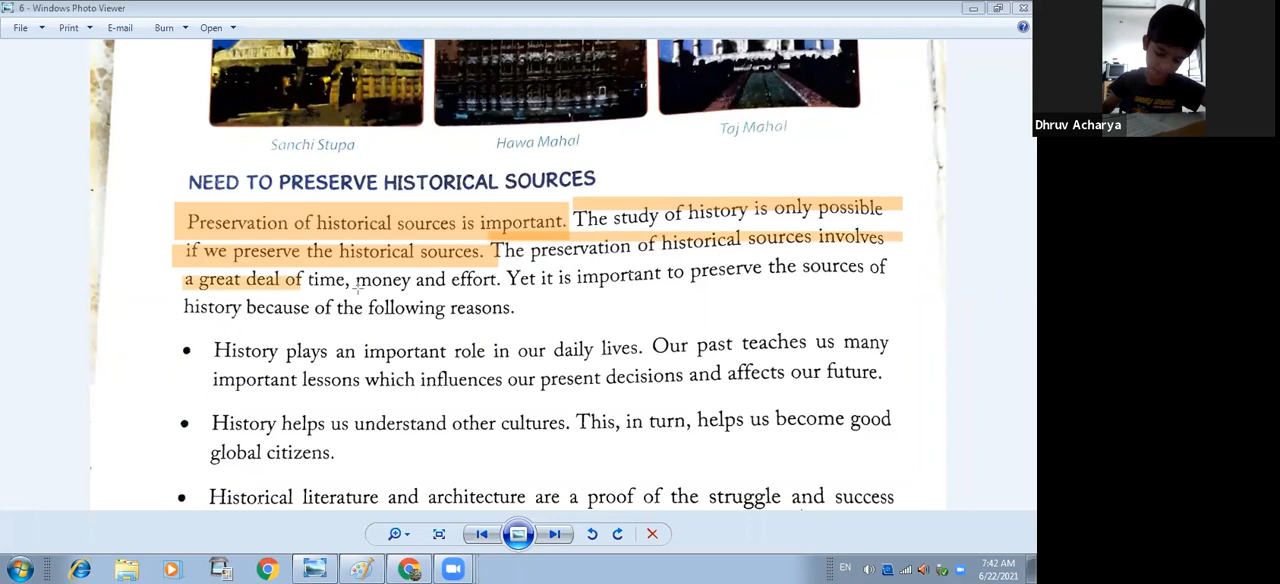 6 - Windows Photo Viewer
File Print E-mail Burn Open
Sanchi Stupa
Hawa Mahal
Taj Mahal
Dhruv Acharya
NEED TO PRESERVE HISTORICAL SOURCES
Preservation of historical sources is important. The study of history is only possible
if we preserve the historical sources. The preservation of historical sources involves
a great deal of time, money and effort. Yet it is important to preserve the sources of
history because of the following reasons.
• History plays an important role in our daily lives. Our past teaches us many
important lessons which influences our present decisions and affects our future.
• History helps us understand other cultures. This, in turn, helps us become good
global citizens.
• Historical literature and architecture are a proof of the struggle and success
EN
7:42 AM
6/22/2021